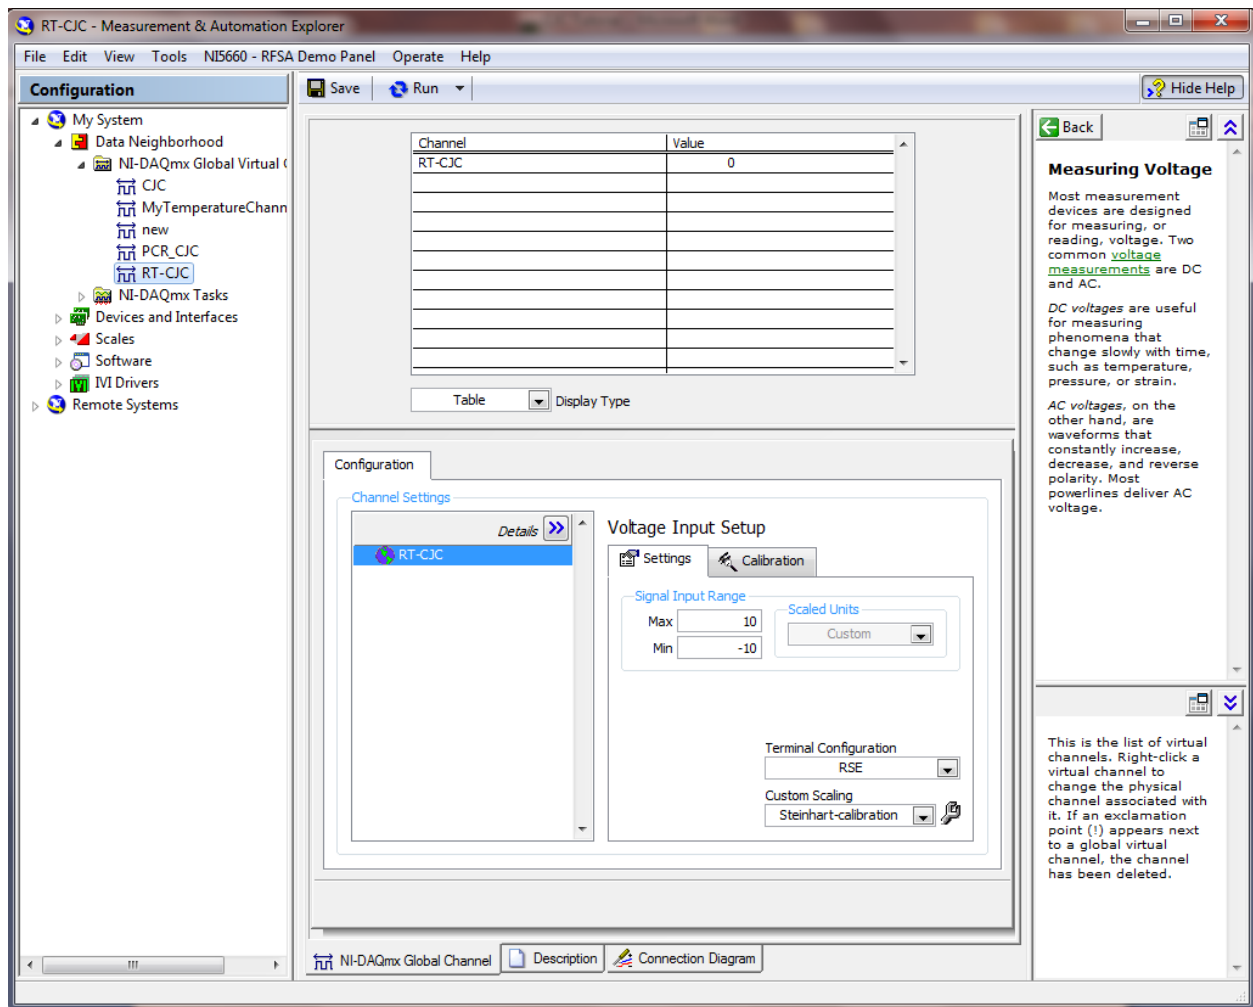 RT-CJC - Measurement & Automation Explorer
File Edit View Tools NI5660 - RFSA Demo Panel Operate Help
Configuration
Save Run Hide Help
My System
Data Neighborhood
NI-DAQmx Global Virtual C
CJC
MyTemperatureChann
new
PCR_CJC
RT-CJC
NI-DAQmx Tasks
Devices and Interfaces
Scales
Software
IVI Drivers
Remote Systems
Channel Value
RT-CJC 0
Table Display Type
Configuration
Channel Settings
Details
RT-CJC
Voltage Input Setup
Settings Calibration
Signal Input Range
Max 10
Min -10
Scaled Units
Custom
Terminal Configuration
RSE
Custom Scaling
Steinhart-calibration
NI-DAQmx Global Channel Description Connection Diagram
Back
Measuring Voltage
Most measurement
devices are designed
for measuring, or
reading, voltage. Two
common voltage
measurements are DC
and AC.
DC voltages are useful
for measuring
phenomena that
change slowly with time,
such as temperature,
pressure, or strain.
AC voltages, on the
other hand, are
waveforms that
constantly increase,
decrease, and reverse
polarity. Most
powerlines deliver AC
voltage.
This is the list of virtual
channels. Right-click a
virtual channel to
change the physical
channel associated with
it. If an exclamation
point (!) appears next
to a global virtual
channel, the channel
has been deleted.